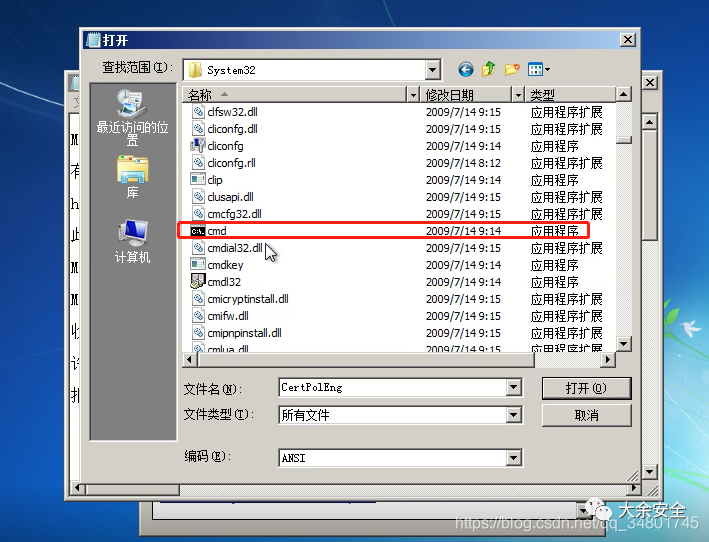 打开
查找范围(I):
System32
名称
修改日期
类型
clfsw32.dll 2009/7/14 9:15 应用程序扩展
cliconfg.dll 2009/7/14 9:15 应用程序扩展
cliconfg 2009/7/14 9:14 应用程序
cliconfg.rll 2009/7/14 8:12 应用程序扩展
clip 2009/7/14 9:14 应用程序
clusapi.dll 2009/7/14 9:15 应用程序扩展
cmcfg32.dll 2009/7/14 9:15 应用程序扩展
cmd 2009/7/14 9:14 应用程序
cmdial32.dll 2009/7/14 9:15 应用程序扩展
cmdkey 2009/7/14 9:14 应用程序
cmdl32 2009/7/14 9:14 应用程序
cmicryptinstall.dll 2009/7/14 9:15 应用程序扩展
cmifw.dll 2009/7/14 9:15 应用程序扩展
cmipnpinstall.dll 2009/7/14 9:15 应用程序扩展
cmlua.dll 2009/7/14 9:15 应用程序扩展
最近访问的位
置
库
计算机
文件名(N):
CertPolEng
打开(O)
文件类型(T):
所有文件
取消
编码(E):
ANSI
大余安全
https://blog.csdn.net/qq_34801745